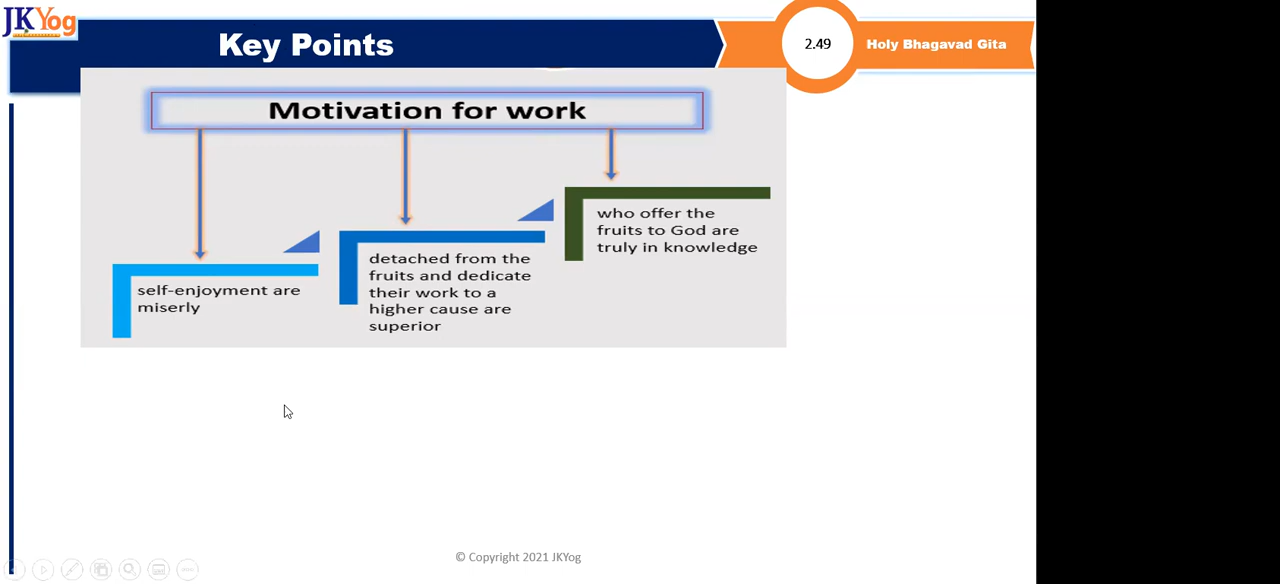 JKYog
Key Points
2.49
Holy Bhagavad Gita
Motivation for work
self-enjoyment are
miserly
detached from the
fruits and dedicate
their work to a
higher cause are
superior
who offer the
fruits to God are
truly in knowledge
© Copyright 2021 JKYog